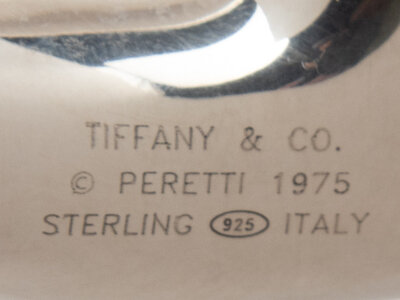 TIFFANY & CO.
© PERETTI 1975
STERLING 925 ITALY